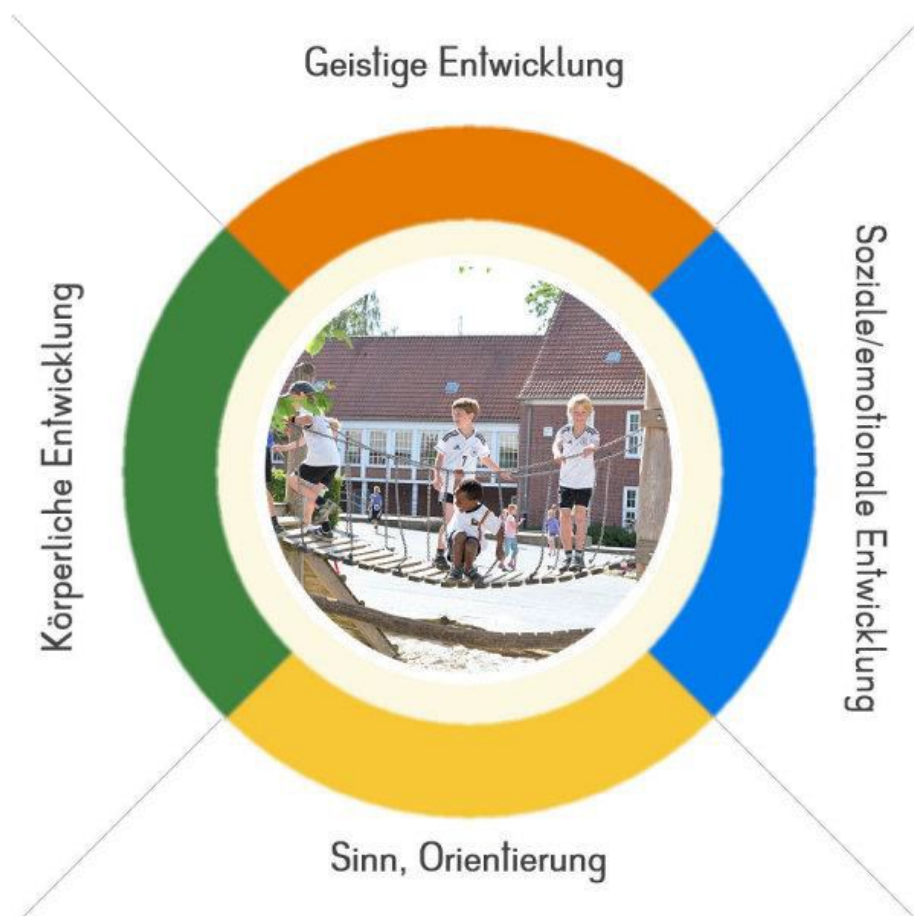 Geistige Entwicklung
Soziale/emotionale Entwicklung
Körperliche Entwicklung
Sinn, Orientierung